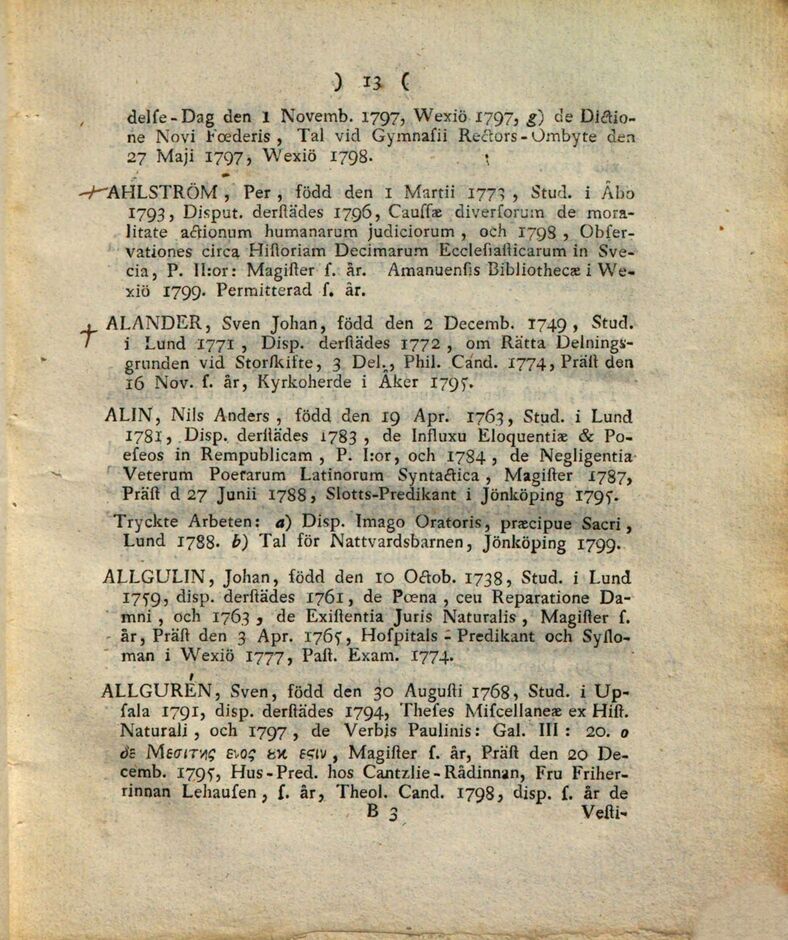 ) 13 (
delſe-Dag den 1 Novemb. 1797, Wexiö 1797, g) de Dictio-
ne Novi Fœderis, Tal vid Gymnaſii Rectors-Ombyte den
27 Maji 1797, Wexiö 1798.
AHLSTRÖM, Per, född den 1 Martii 1773, Stud. i Åbo
1793, Disput. derſtädes 1796, Cauſſæ diverſorum de mora-
litate actionum humanarum judiciorum, och 1798, Obſer-
vationes circa Hiſtoriam Decimarum Eccleſiaſticarum in Sve-
cia, P. II:or: Magiſter ſ. år. Amanuenſis Bibliothecæ i We-
xiö 1799. Permitterad ſ. år.
ALANDER, Sven Johan, född den 2 Decemb. 1749, Stud.
i Lund 1771, Disp. derſtädes 1772, om Rätta Delnings-
grunden vid Storſkifte, 3 Del., Phil. Cand. 1774, Präſt den
16 Nov. ſ. år, Kyrkoherde i Åker 1795.
ALIN, Nils Anders, född den 19 Apr. 1763, Stud. i Lund
1781, Disp. derſtädes 1783, de Influxu Eloquentiæ & Po-
eſeos in Rempublicam, P. I:or, och 1784, de Negligentia
Veterum Poetarum Latinorum Syntactica, Magiſter 1787,
Präſt d 27 Junii 1788, Slotts-Predikant i Jönköping 1795.
Tryckte Arbeten: a) Disp. Imago Oratoris, præcipue Sacri,
Lund 1788. b) Tal för Nattvardsbarnen, Jönköping 1799.
ALLGULIN, Johan, född den 10 Octob. 1738, Stud. i Lund
1759, disp. derſtädes 1761, de Pœna, ceu Reparatione Da-
mni, och 1763, de Exiſtentia Juris Naturalis, Magiſter ſ.
år, Präſt den 3 Apr. 1765, Hoſpitals-Predikant och Syſlo-
man i Wexiö 1777, Paſt. Exam. 1774.
ALLGUREN, Sven, född den 30 Auguſti 1768, Stud. i Up-
ſala 1791, disp. derſtädes 1794, Theſes Miſcellaneæ ex Hiſt.
Naturali, och 1797, de Verbis Paulinis: Gal. III: 20. ο
δε Μεσιτης ενος ȣκ εϛιν, Magiſter ſ. år, Präſt den 20 De-
cemb. 1795, Hus-Pred. hos Cantzlie-Rådinnan, Fru Friher-
rinnan Lehauſen, ſ. år, Theol. Cand. 1798, disp. ſ. år de
B 3 Veſti-